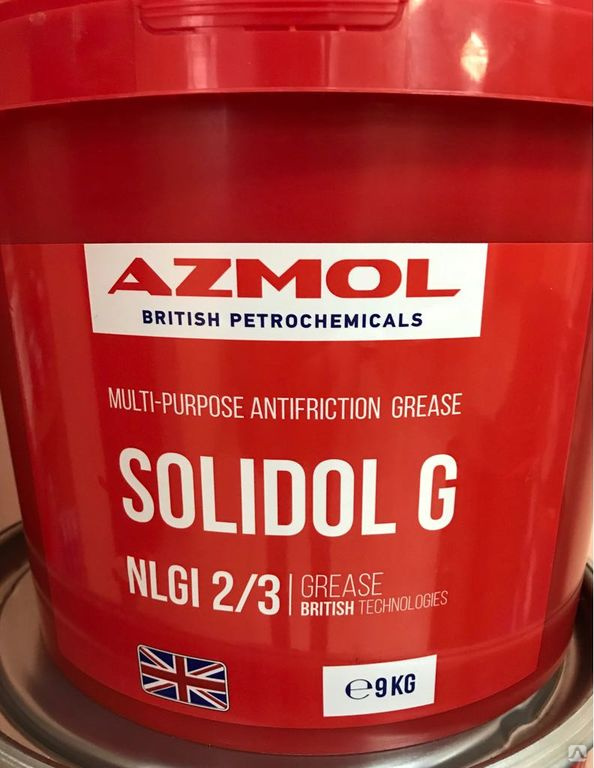 AZMOL
BRITISH PETROCHEMICALS
MULTI-PURPOSE ANTIFRICTION GREASE
SOLIDOL G
NLGI 2/3
GREASE
BRITISH TECHNOLOGIES
℮9 KG